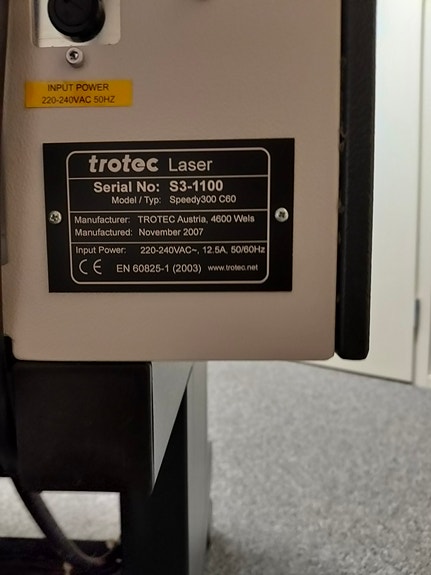 INPUT POWER
220-240VAC 50HZ
trotec Laser
Serial No: S3-1100
Model / Typ: Speedy300 C60
Manufacturer: TROTEC Austria, 4600 Wels
Manufactured: November 2007
Input Power: 220-240VAC~, 12.5A, 50/60Hz
CE EN 60825-1 (2003) www.trotec.net